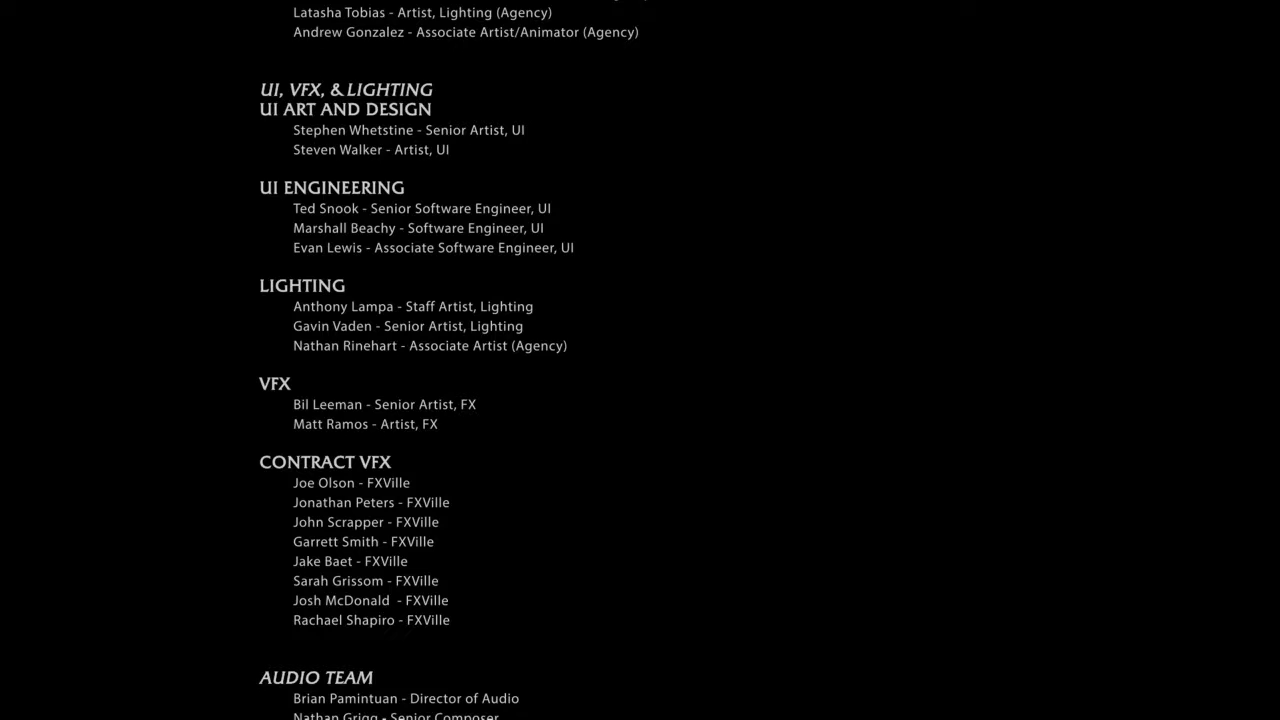 Latasha Tobias - Artist, Lighting (Agency)
Andrew Gonzalez - Associate Artist/Animator (Agency)
UI, VFX, & LIGHTING
UI ART AND DESIGN
Stephen Whetstine - Senior Artist, UI
Steven Walker - Artist, UI
UI ENGINEERING
Ted Snook - Senior Software Engineer, UI
Marshall Beachy - Software Engineer, UI
Evan Lewis - Associate Software Engineer, UI
LIGHTING
Anthony Lampa - Staff Artist, Lighting
Gavin Vaden - Senior Artist, Lighting
Nathan Rinehart - Associate Artist (Agency)
VFX
Bil Leeman - Senior Artist, FX
Matt Ramos - Artist, FX
CONTRACT VFX
Joe Olson - FXVille
Jonathan Peters - FXVille
John Scrapper - FXVille
Garrett Smith - FXVille
Jake Baet - FXVille
Sarah Grissom - FXVille
Josh McDonald  - FXVille
Rachael Shapiro - FXVille
AUDIO TEAM
Brian Pamintuan - Director of Audio
Nathan Grigg - Senior Composer